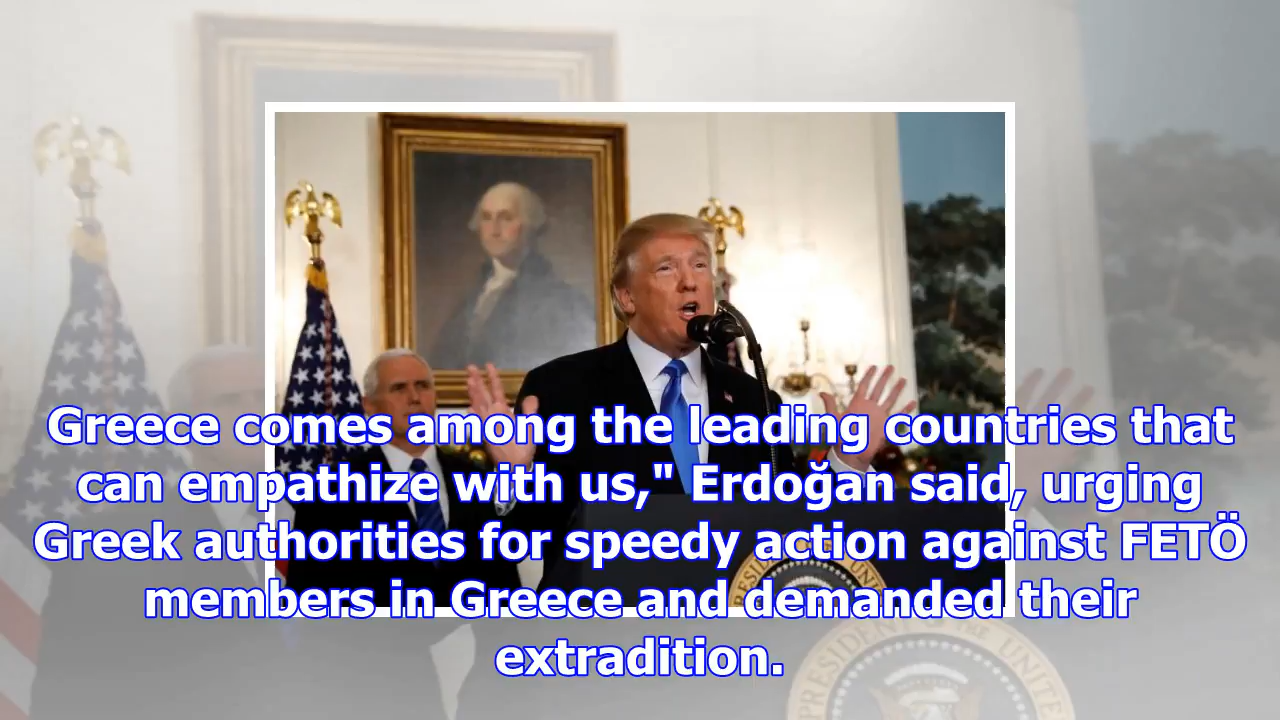 Greece comes among the leading countries that
can empathize with us," Erdoğan said, urging
Greek authorities for speedy action against FETÖ
members in Greece and demanded their
extradition.